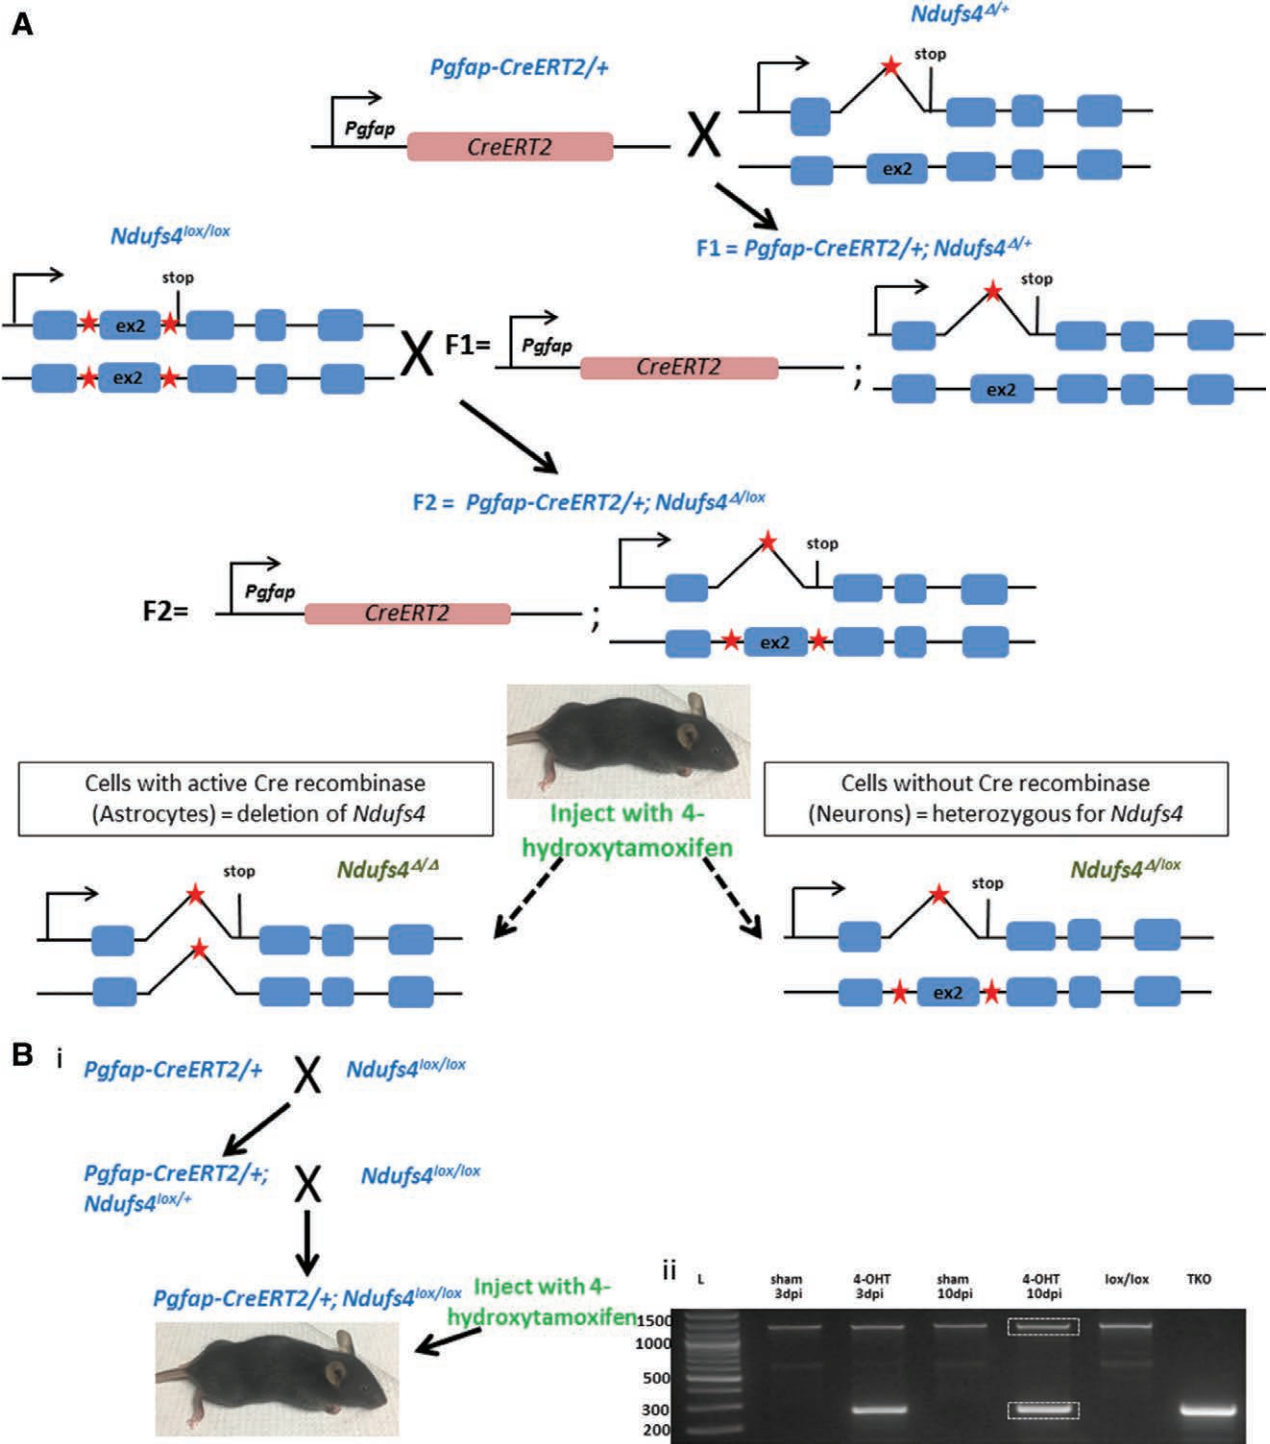 A
Ndufs4Δ/+
Pgfap-CreERT2/+
stop
Pgfap
CreERT2
X
ex2
Ndufs4lox/lox
F1 = Pgfap-CreERT2/+; Ndufs4Δ/+
stop
stop
ex2
X
F1=
Pgfap
CreERT2
;
ex2
ex2
F2 = Pgfap-CreERT2/+; Ndufs4Δ/lox
stop
F2=
Pgfap
CreERT2
;
ex2
Cells with active Cre recombinase
(Astrocytes) = deletion of Ndufs4
Inject with 4-
hydroxytamoxifen
Cells without Cre recombinase
(Neurons) = heterozygous for Ndufs4
stop
Ndufs4Δ/Δ
stop
Ndufs4Δ/lox
ex2
B i
Pgfap-CreERT2/+ X Ndufs4lox/lox
Pgfap-CreERT2/+;
Ndufs4lox/+
X
Ndufs4lox/lox
Pgfap-CreERT2/+; Ndufs4lox/lox
Inject with 4-
hydroxytamoxifen
ii
L
sham
3dpi
4-OHT
3dpi
sham
10dpi
4-OHT
10dpi
lox/lox
TKO
1500
1000
500
300
200